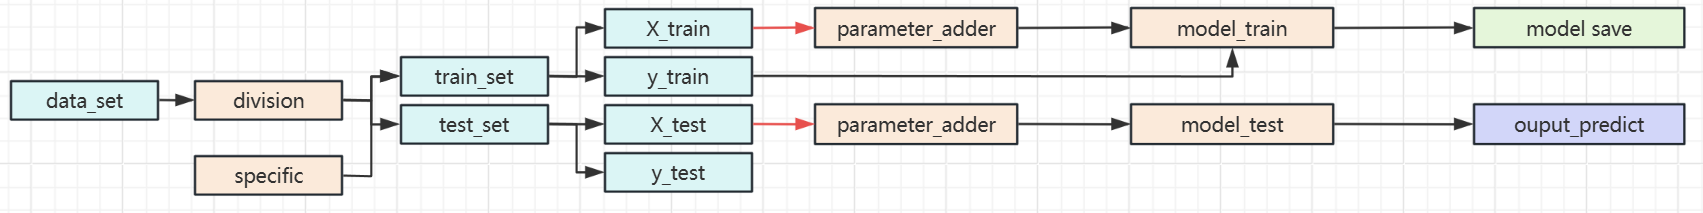 X_train
parameter_adder
model_train
model save
train_set
y_train
data_set
division
test_set
X_test
parameter_adder
model_test
ouput_predict
specific
y_test